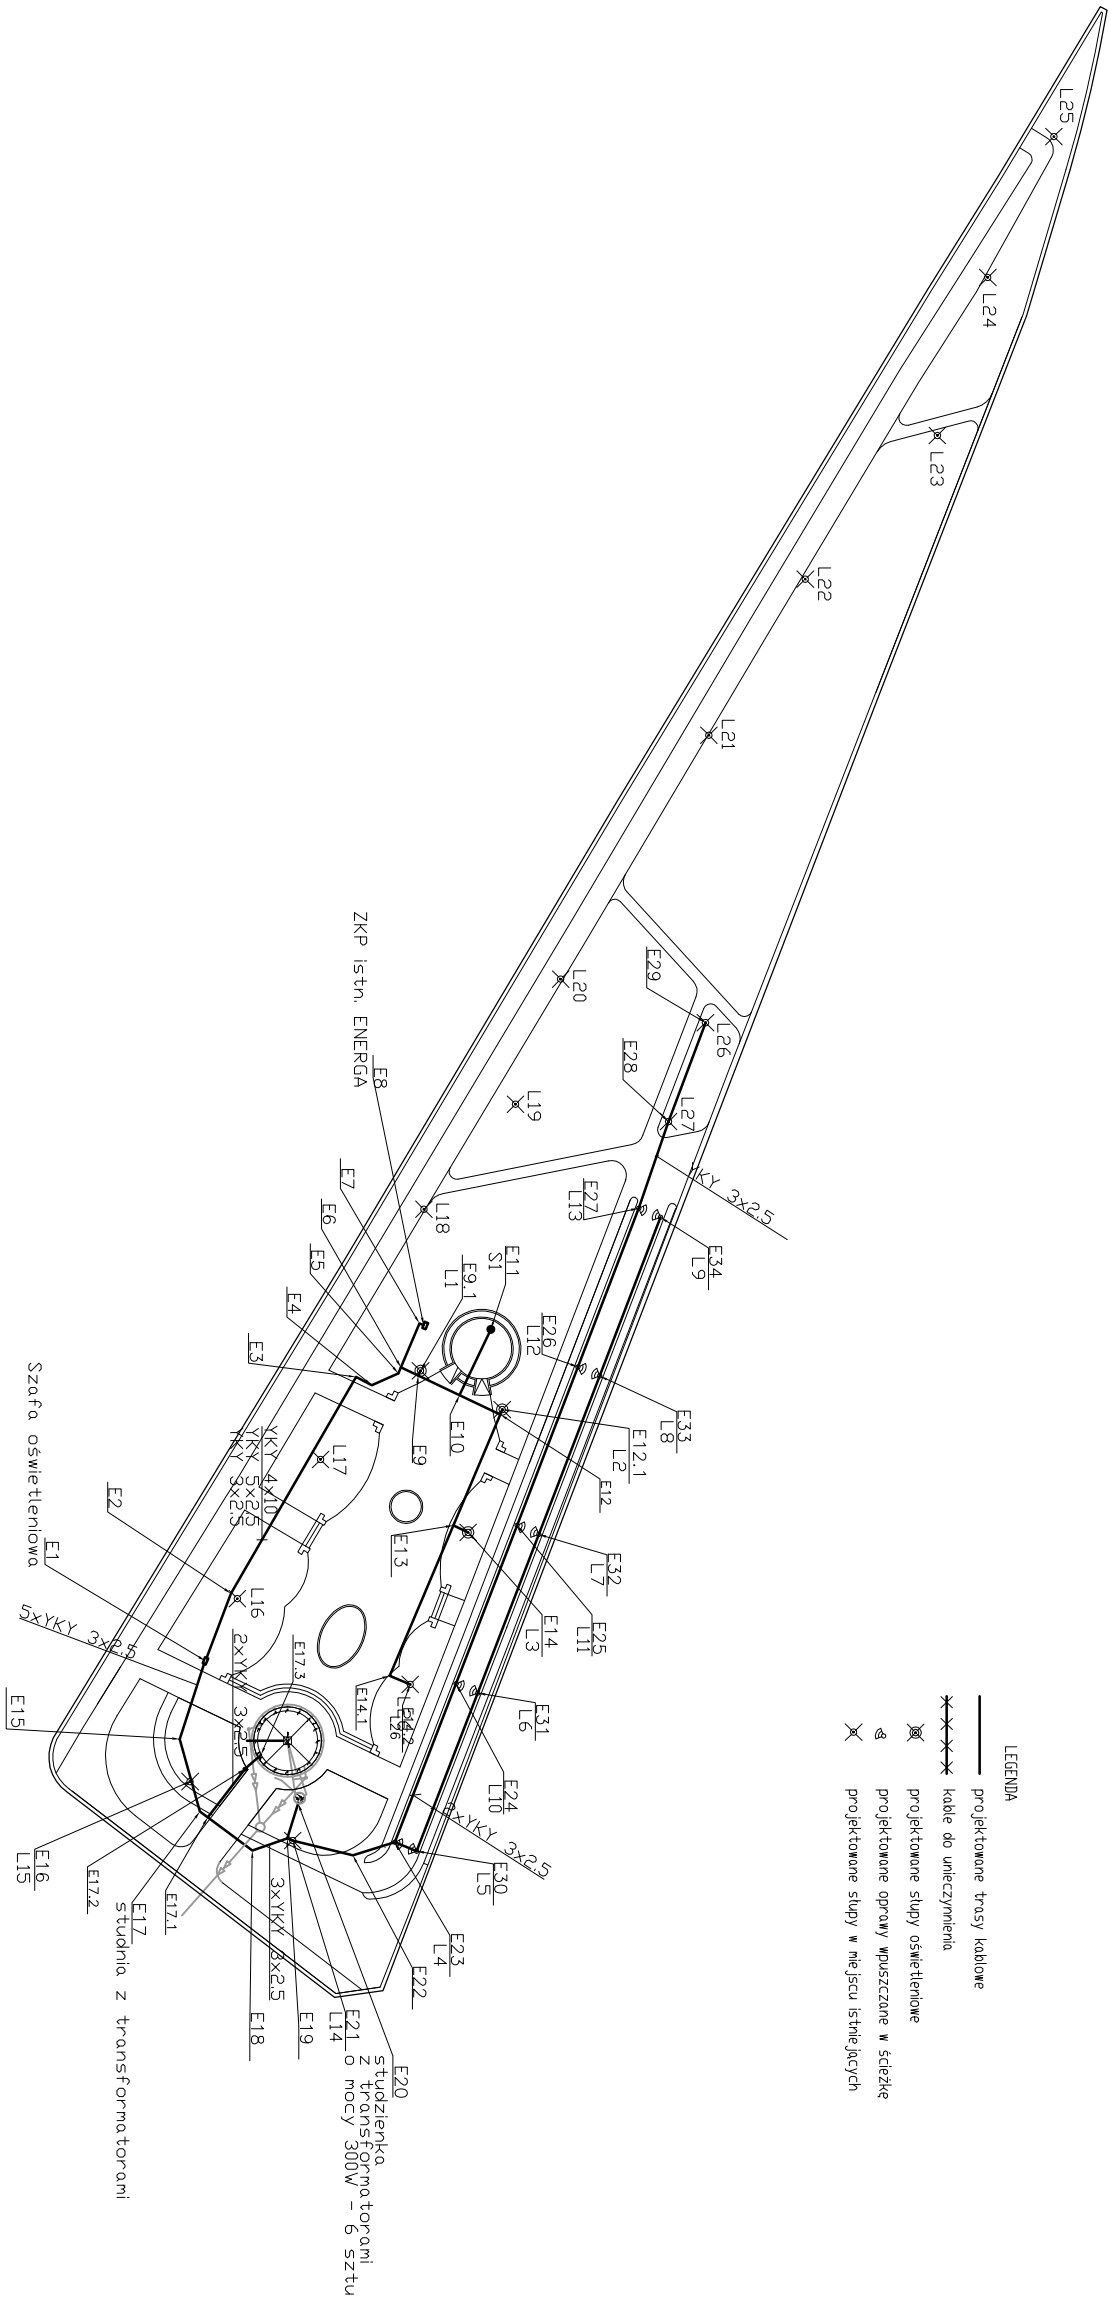 L25
L24
L23
L22
L21
L20
E29
L26
ZKP istn. ENERGA
E8
L19
E28
L27
YKY 3x2.5
E7
L18
E27
L13
E34
L9
E6
E5
E4
E3
E11
S1
E9.1
L1
E26
L12
E33
L8
E10
E9
E12.1
L2
E12
Szafa oświetleniowa
E1
E2
L17
YKY 4x10
YKY 5x2.5
YKY 3x2.5
E13
E32
L7
E25
L11
E14
L3
L16
5xYKY 3x2.5
2xYKY 3x2.5
E17.3
E14.1
E14.2
L26
E31
L6
E15
E24
L10
2xYKY 3x2.5
E16
L15
E17.2
E17.1
E17
studnia z transformatorami
3xYKY 3x2.5
E30
L5
E23
L4
E22
E18
E19
E21
L14
E20
studzienka
z transformatorami
o mocy 300W - 6 sztu
LEGENDA
projektowane trasy kablowe
kable do unieczynnienia
projektowane słupy oświetleniowe
projektowane oprawy wpuszczane w ścieżkę
projektowane słupy w miejscu istniejących